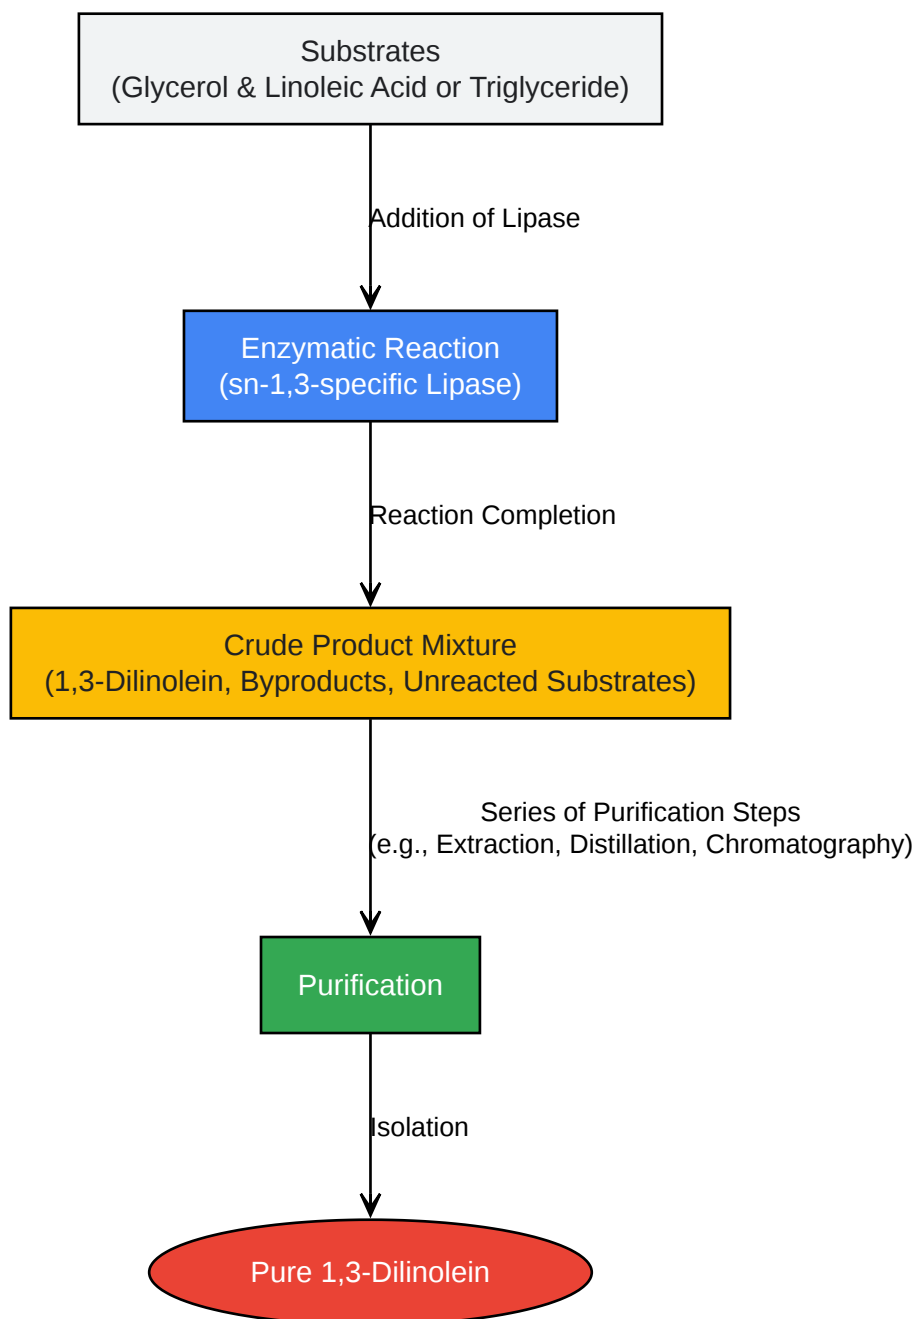 Substrates
(Glycerol & Linoleic Acid or Triglyceride)
Addition of Lipase
Enzymatic Reaction
(sn-1,3-specific Lipase)
Reaction Completion
Crude Product Mixture
(1,3-Dilinolein, Byproducts, Unreacted Substrates)
Series of Purification Steps
(e.g., Extraction, Distillation, Chromatography)
Purification
Isolation
Pure 1,3-Dilinolein